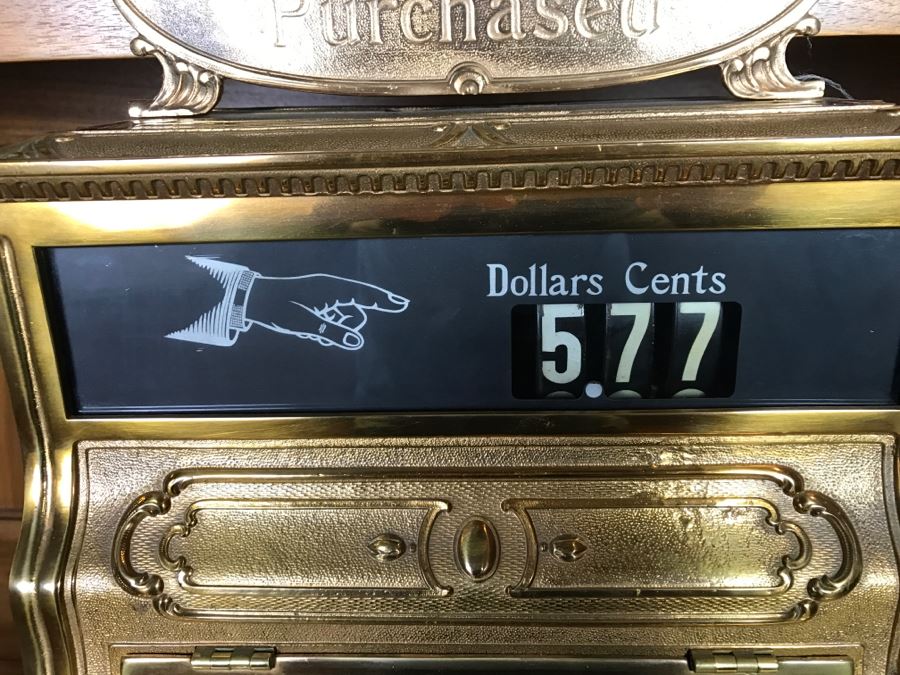 Purchased
Dollars Cents
5.77